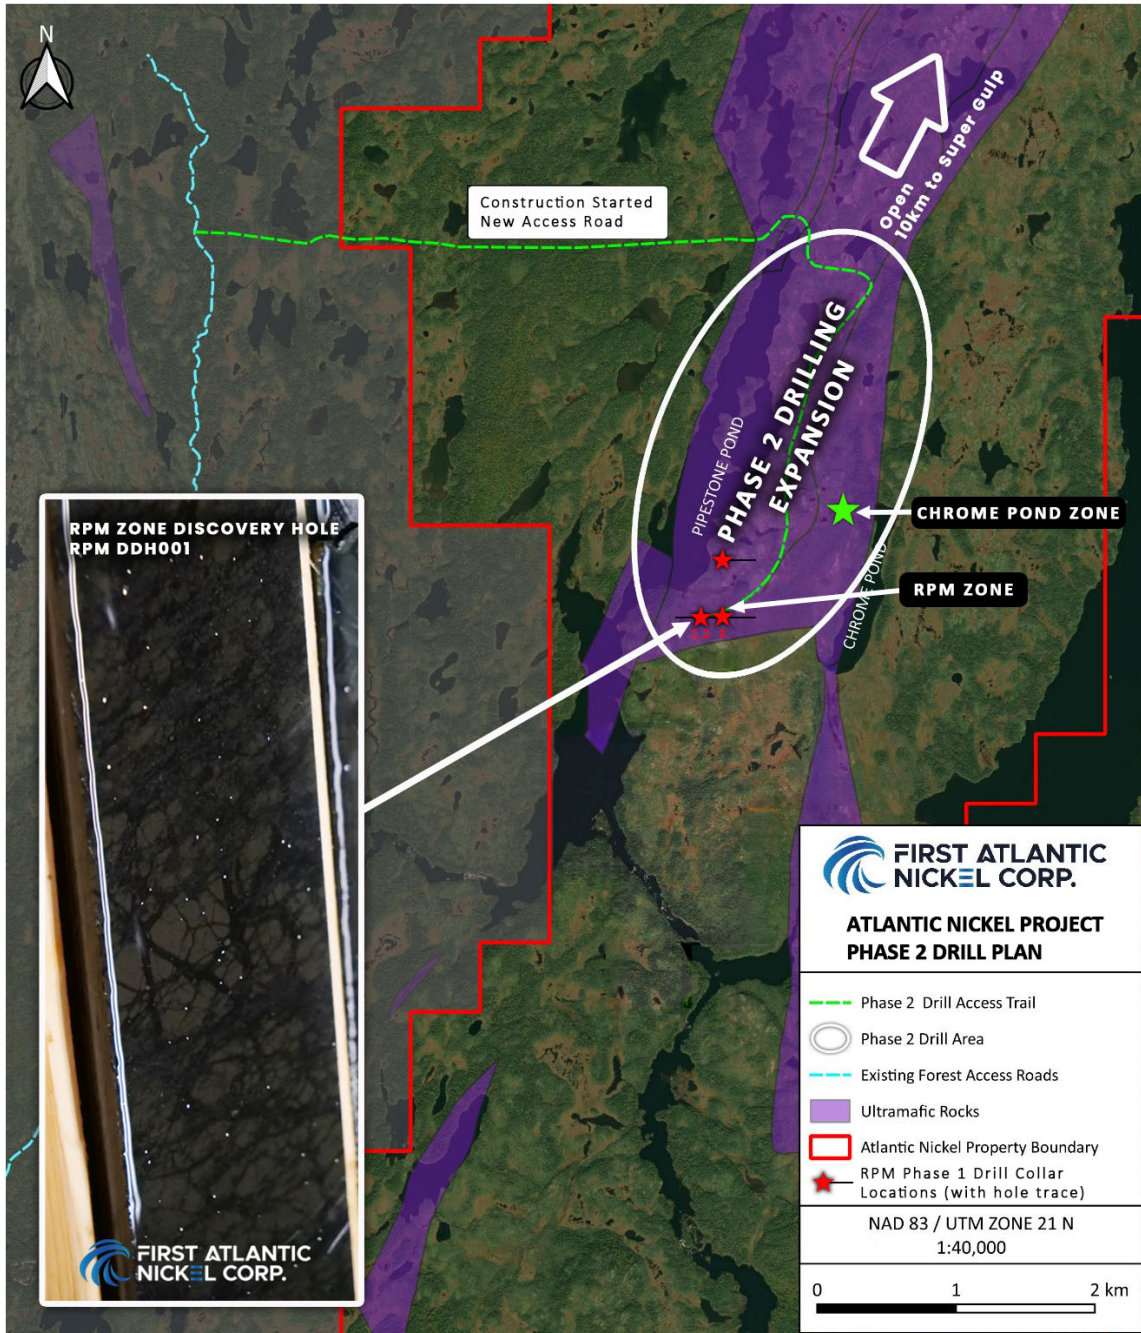 N
Construction Started
New Access Road
Open
10km to Super Gulp
PHASE 2 DRILLING
EXPANSION
PIPESTONE POND
CHROME POND ZONE
RPM ZONE
CHROME POND
RPM ZONE DISCOVERY HOLE
RPM DDH001
FIRST ATLANTIC
NICKEL CORP.
FIRST ATLANTIC
NICKEL CORP.
ATLANTIC NICKEL PROJECT
PHASE 2 DRILL PLAN
Phase 2 Drill Access Trail
Phase 2 Drill Area
Existing Forest Access Roads
Ultramafic Rocks
Atlantic Nickel Property Boundary
RPM Phase 1 Drill Collar
Locations (with hole trace)
NAD 83 / UTM ZONE 21 N
1:40,000
0 1 2 km